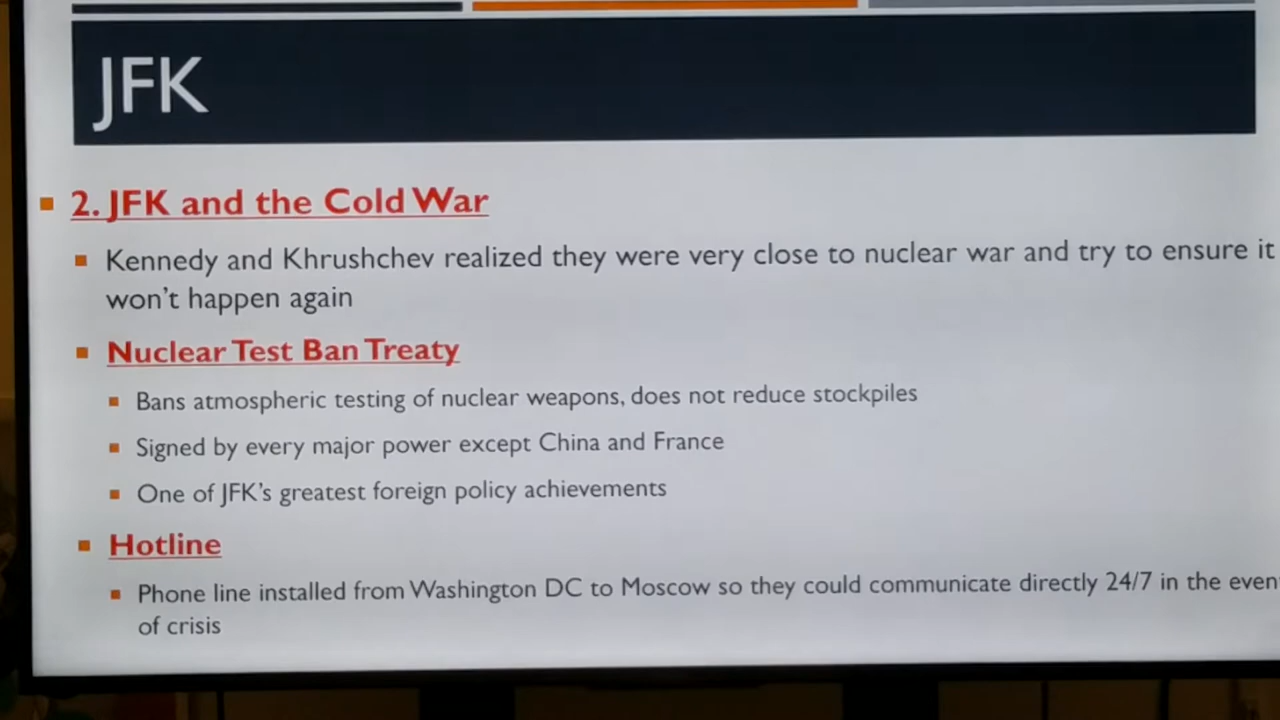 JFK
2. JFK and the Cold War
Kennedy and Khrushchev realized they were very close to nuclear war and try to ensure it
won't happen again
Nuclear Test Ban Treaty
Bans atmospheric testing of nuclear weapons, does not reduce stockpiles
Signed by every major power except China and France
One of JFK's greatest foreign policy achievements
Hotline
Phone line installed from Washington DC to Moscow so they could communicate directly 24/7 in the even
of crisis